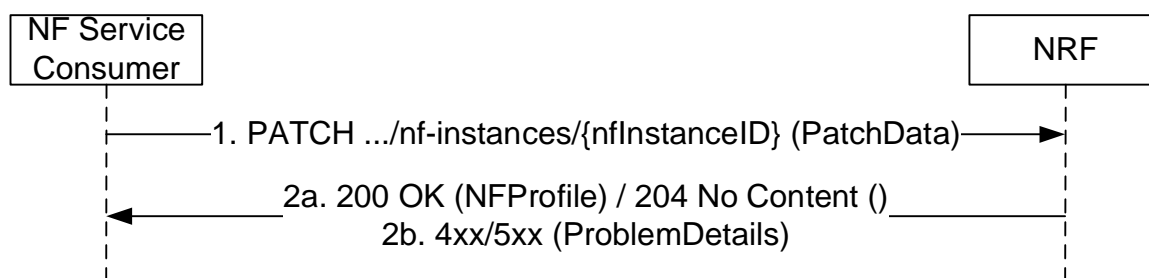 NF Service
Consumer
NRF
1. PATCH .../nf-instances/{nfInstanceID} (PatchData)
2a. 200 OK (NFProfile) / 204 No Content ()
2b. 4xx/5xx (ProblemDetails)